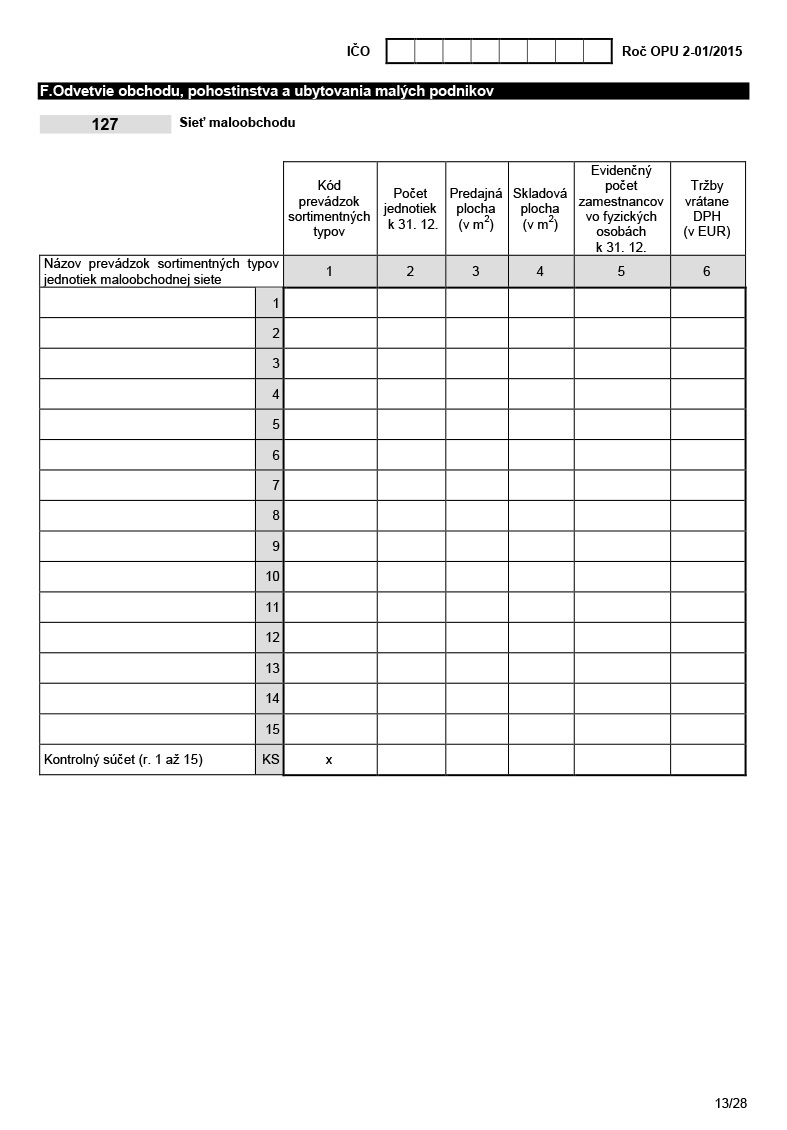 IČO Roč OPU 2-01/2015
F.Odvetvie obchodu, pohostinstva a ubytovania malých podnikov
127 Sieť maloobchodu
Kód prevádzok sortimentných typov
Počet jednotiek k 31. 12.
Predajná plocha (v m²)
Skladová plocha (v m²)
Evidenčný počet zamestnancov vo fyzických osobách k 31. 12.
Tržby vrátane DPH (v EUR)
Názov prevádzok sortimentných typov
jednotiek maloobchodnej siete
1 2 3 4 5 6
1
2
3
4
5
6
7
8
9
10
11
12
13
14
15
Kontrolný súčet (r. 1 až 15) KS x
13/28